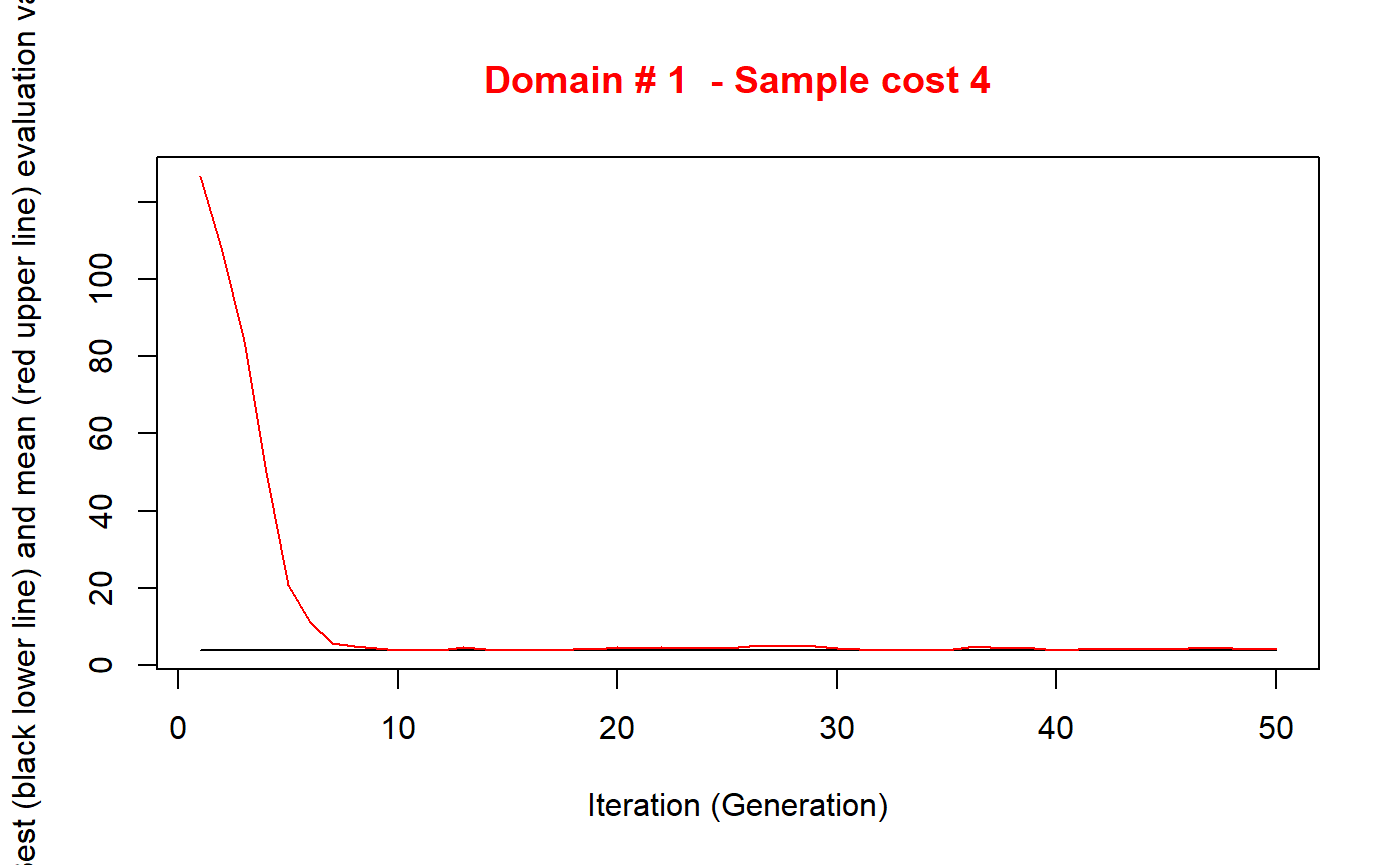 Domain # 1  - Sample cost 4
est (black lower line) and mean (red upper line) evaluation va
100
80
60
40
20
0
0 10 20 30 40 50
Iteration (Generation)